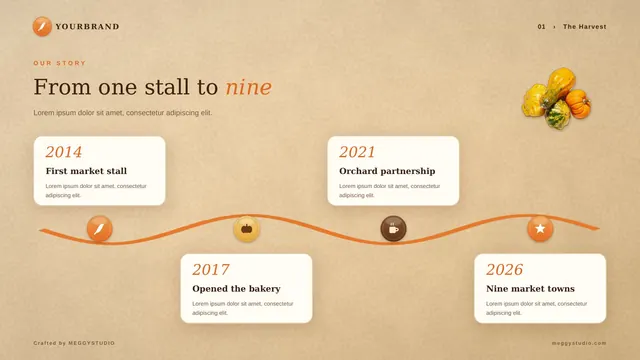 YOURBRAND
01 • The Harvest
OUR STORY
From one stall to nine
Lorem ipsum dolor sit amet, consectetur adipiscing elit.
2014
First market stall
Lorem ipsum dolor sit amet, consectetur
adipiscing elit.
2021
Orchard partnership
Lorem ipsum dolor sit amet, consectetur
adipiscing elit.
2017
Opened the bakery
Lorem ipsum dolor sit amet, consectetur
adipiscing elit.
2026
Nine market towns
Lorem ipsum dolor sit amet, consectetur
adipiscing elit.
Crafted by MEGGYSTUDIO
meggystudio.com